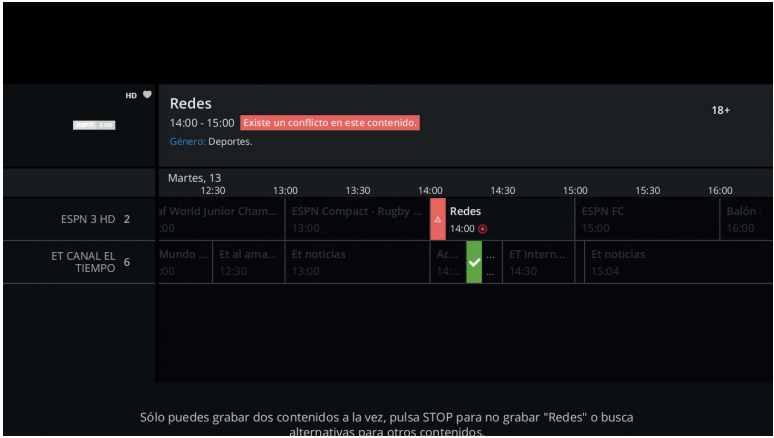 HD
Redes
18+
14:00 - 15:00 Existe un conflicto en este contenido.
Género: Deportes.
Martes, 13
12:30 13:00 13:30 14:00 14:30 15:00 15:30 16:00
ESPN 3 HD 2
af World Junior Cham... ESPN Compact - Rugby ... Redes ESPN FC Balón
:00 13:00 14:00 15:00 16:00
ET CANAL EL
TIEMPO 6
Mundo ... Et al ama... Et noticias Ac... ... ET Intern... Et noticias
:00 12:30 13:00 14:... ... 14:30 15:04
Sólo puedes grabar dos contenidos a la vez, pulsa STOP para no grabar "Redes" o busca
alternativas para otros contenidos.